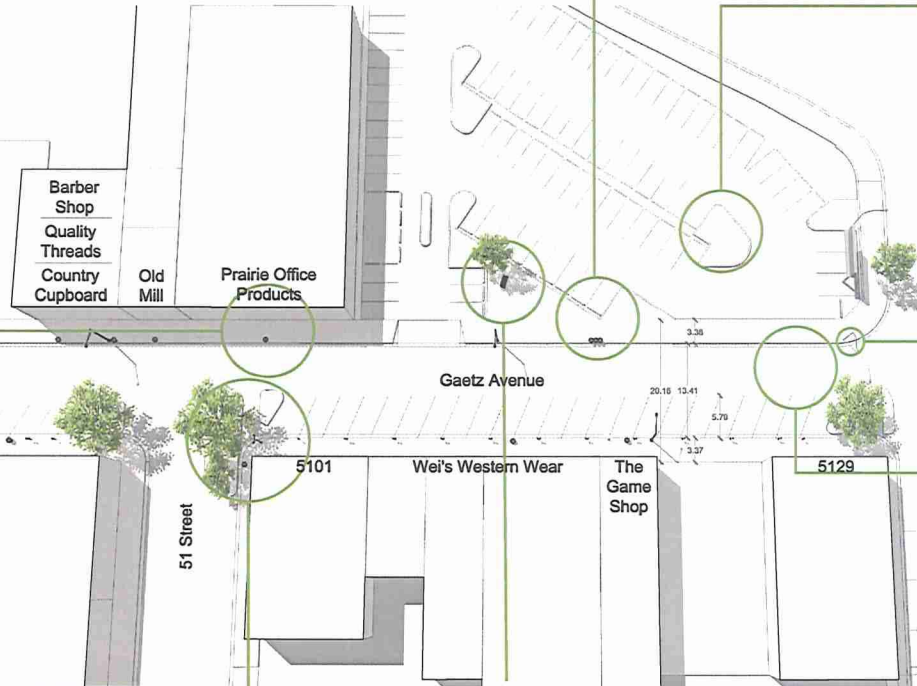 Barber
Shop
Quality
Threads
Country
Cupboard
Old
Mill
Prairie Office
Products
3.38
Gaetz Avenue
20.16 13.41
5.79
3.37
5101
Wei's Western Wear
The
Game
Shop
5129
51 Street